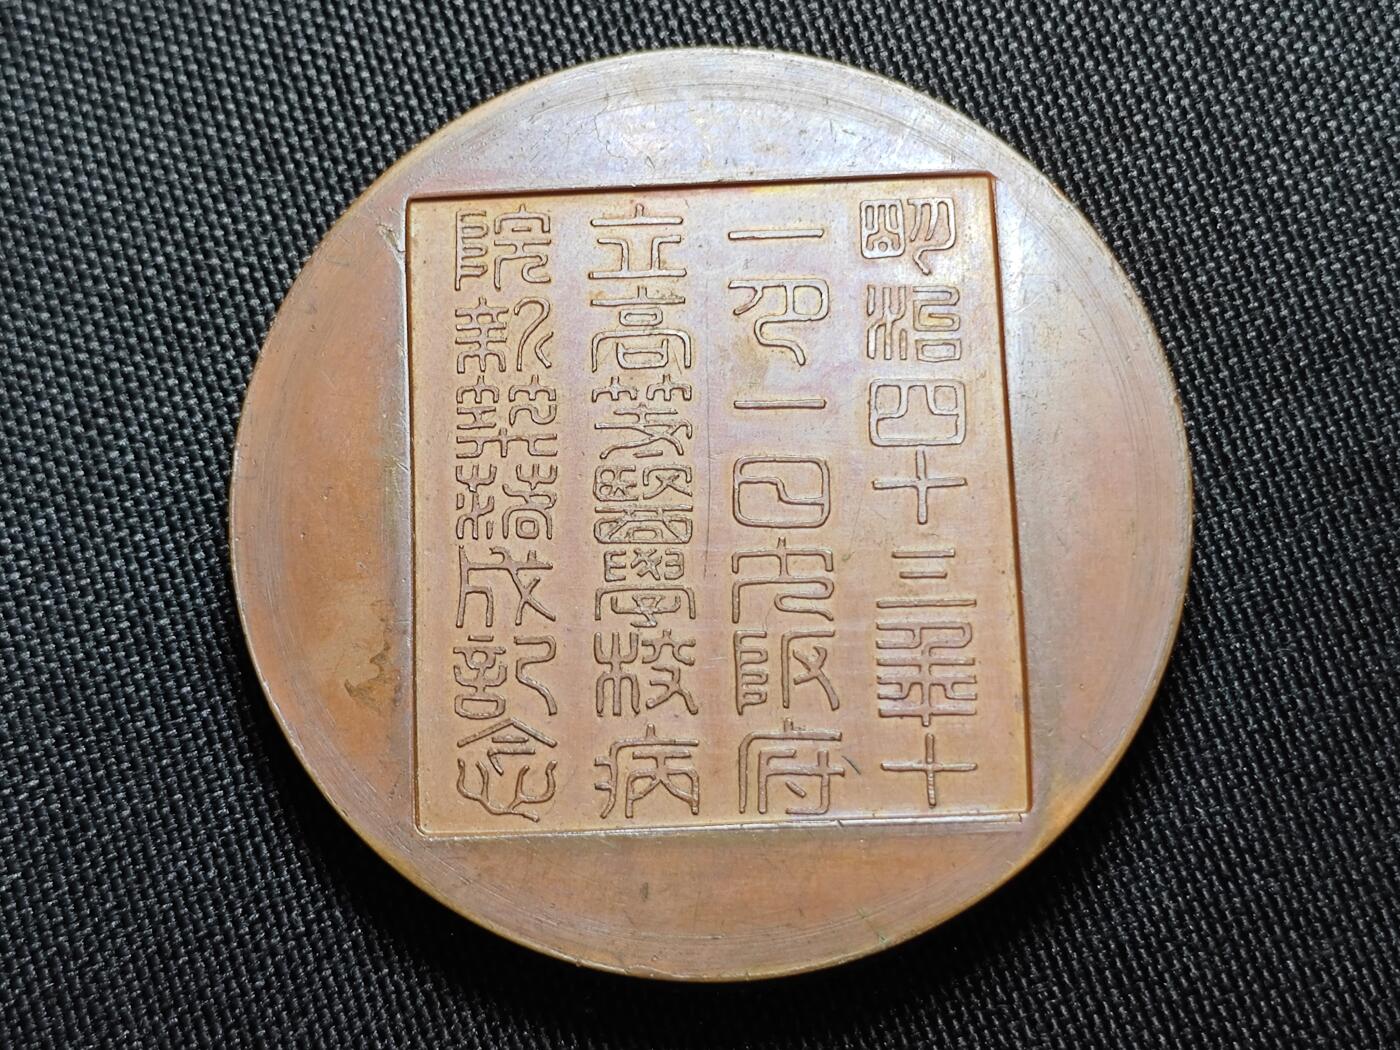 明治四十三年十
一月一日大阪府
立高等醫學校病
院新築落成記念